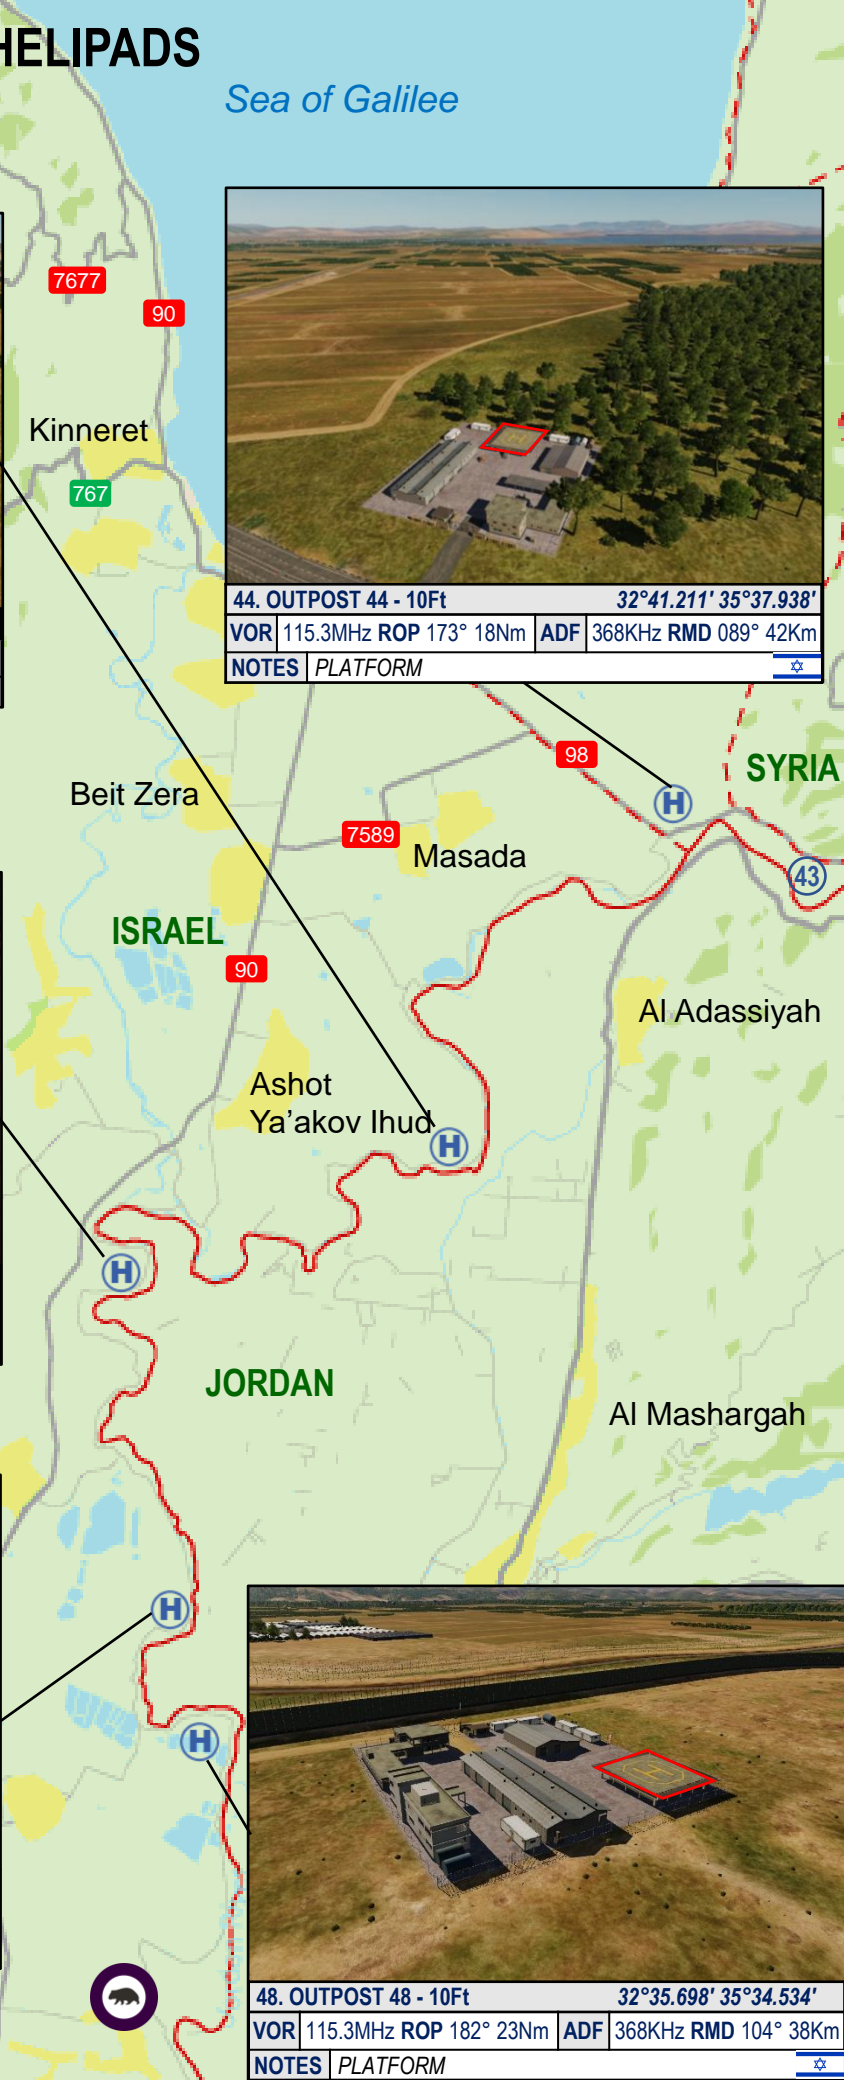 HELIPADS
Sea of Galilee
7677
90
Kinneret
767
44. OUTPOST 44 - 10Ft 32°41.211' 35°37.938'
VOR 115.3MHz ROP 173° 18Nm ADF 368KHz RMD 089° 42Km
NOTES PLATFORM
98
SYRIA
H
Beit Zera
7589
Masada
43
ISRAEL
90
Al Adassiyah
Ashot
Ya'akov Ihud
H
H
JORDAN
Al Mashargah
H
H
48. OUTPOST 48 - 10Ft 32°35.698' 35°34.534'
VOR 115.3MHz ROP 182° 23Nm ADF 368KHz RMD 104° 38Km
NOTES PLATFORM